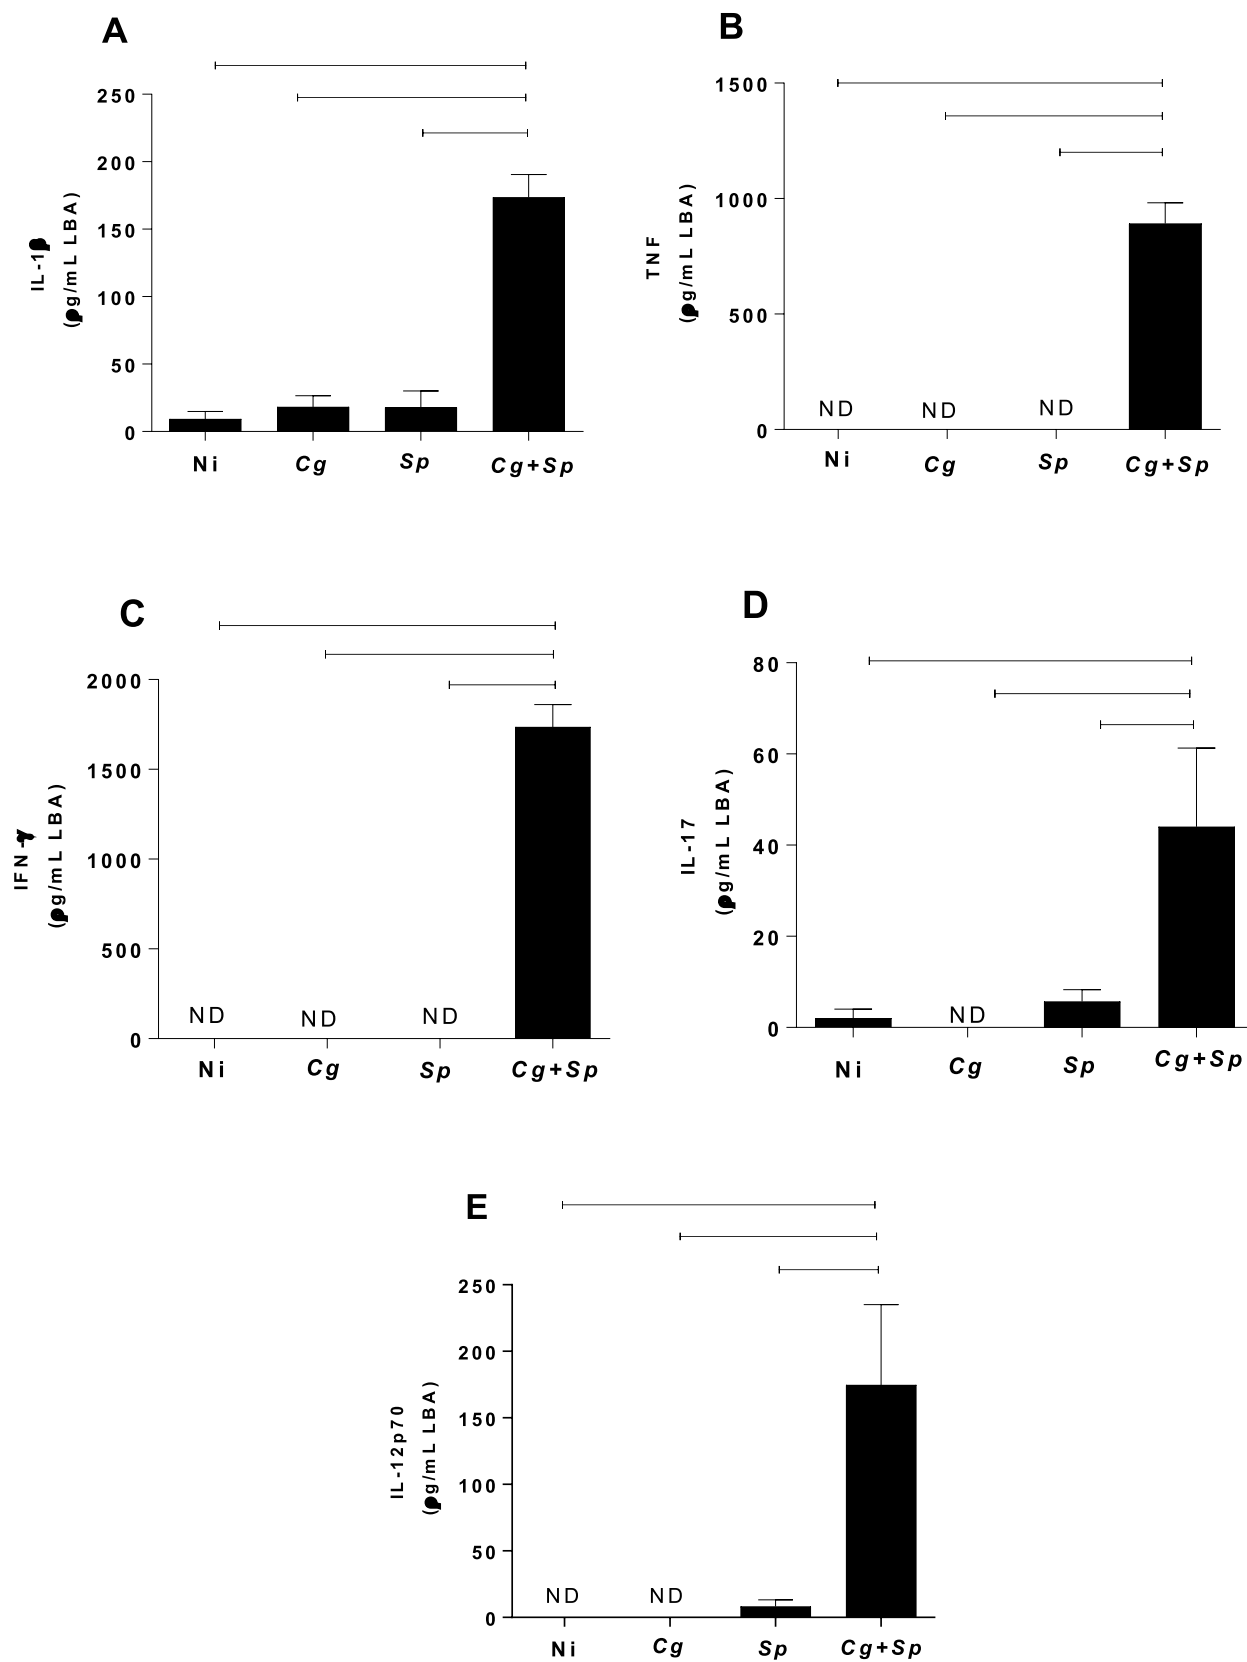 A
IL-1β
(ρg/mL LBA)
250
200
150
100
50
0
Ni
Cg
Sp
Cg+Sp
B
TNF
(ρg/mL LBA)
1500
1000
500
0
ND
ND
ND
Ni
Cg
Sp
Cg+Sp
C
IFN-γ
(ρg/mL LBA)
2000
1500
1000
500
0
ND
ND
ND
Ni
Cg
Sp
Cg+Sp
D
IL-17
(ρg/mL LBA)
80
60
40
20
0
ND
Ni
Cg
Sp
Cg+Sp
E
IL-12p70
(ρg/mL LBA)
250
200
150
100
50
0
ND
ND
Ni
Cg
Sp
Cg+Sp